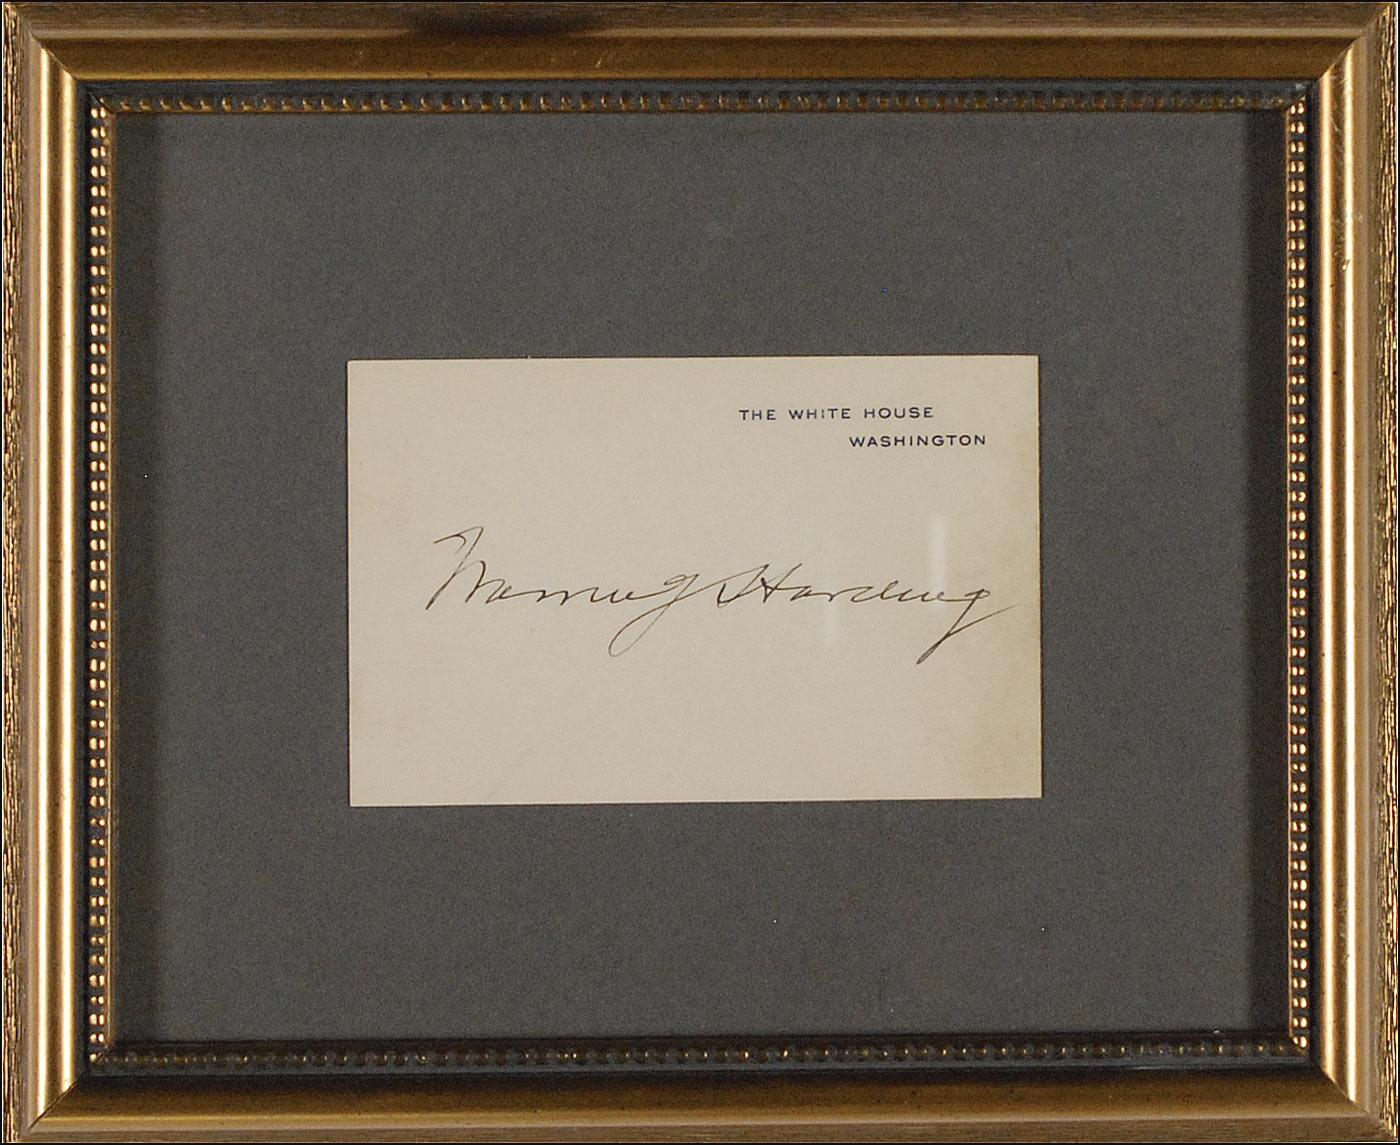 THE WHITE HOUSE
WASHINGTON
Warren G Harding